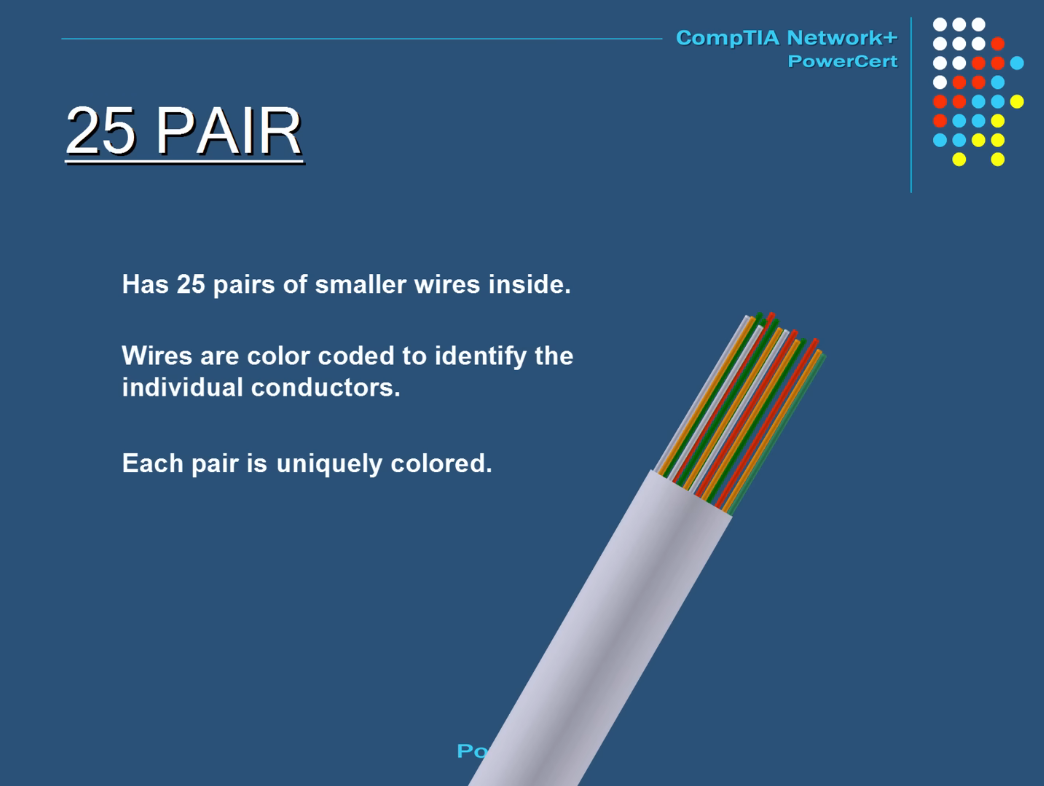 CompTIA Network+
PowerCert
25 PAIR
Has 25 pairs of smaller wires inside.
Wires are color coded to identify the
individual conductors.
Each pair is uniquely colored.
Po